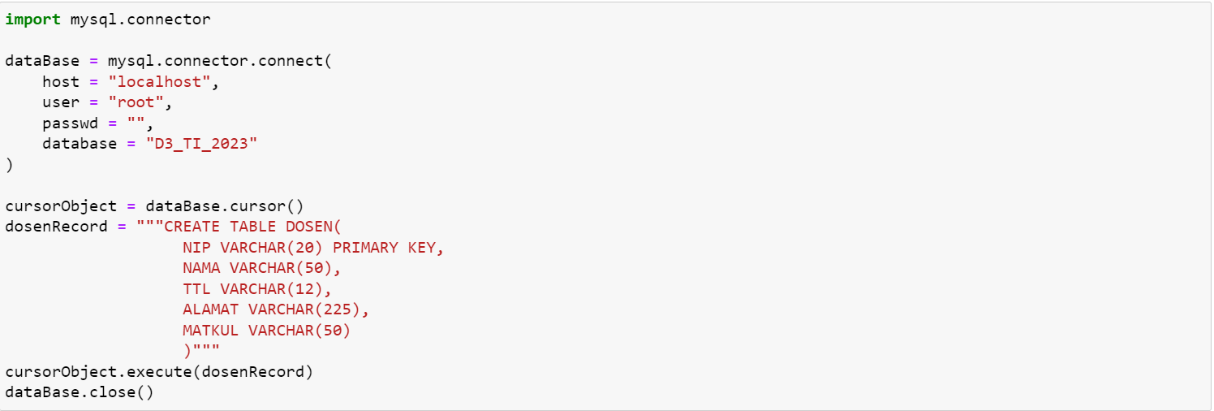 import mysql.connector

dataBase = mysql.connector.connect(
    host = "localhost",
    user = "root",
    passwd = "",
    database = "D3_TI_2023"
)

cursorObject = dataBase.cursor()
dosenRecord = """CREATE TABLE DOSEN(
                   NIP VARCHAR(20) PRIMARY KEY,
                   NAMA VARCHAR(50),
                   TTL VARCHAR(12),
                   ALAMAT VARCHAR(225),
                   MATKUL VARCHAR(50)
                   )"""
cursorObject.execute(dosenRecord)
dataBase.close()